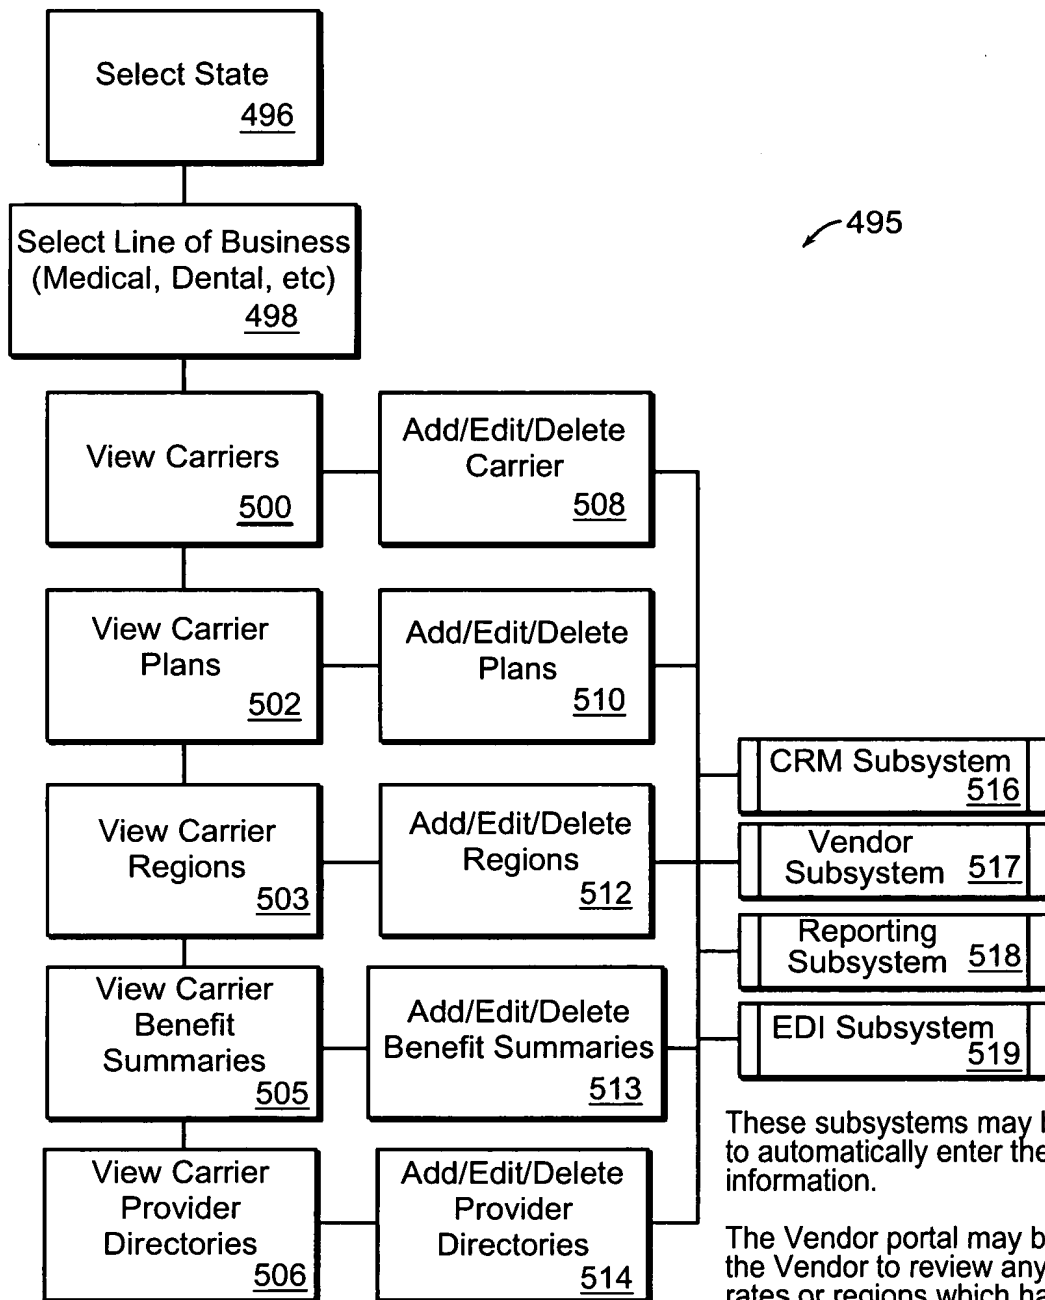 Select State
496
Select Line of Business
(Medical, Dental, etc)
498
495
View Carriers
500
Add/Edit/Delete
Carrier
508
View Carrier
Plans
502
Add/Edit/Delete
Plans
510
View Carrier
Regions
503
Add/Edit/Delete
Regions
512
View Carrier
Benefit
Summaries
505
Add/Edit/Delete
Benefit Summaries
513
View Carrier
Provider
Directories
506
Add/Edit/Delete
Provider
Directories
514
CRM Subsystem
516
Vendor
Subsystem 517
Reporting
Subsystem 518
EDI Subsystem
519
These subsystems may
to automatically enter the
information.
The Vendor portal may
the Vendor to review any
rates or regions which